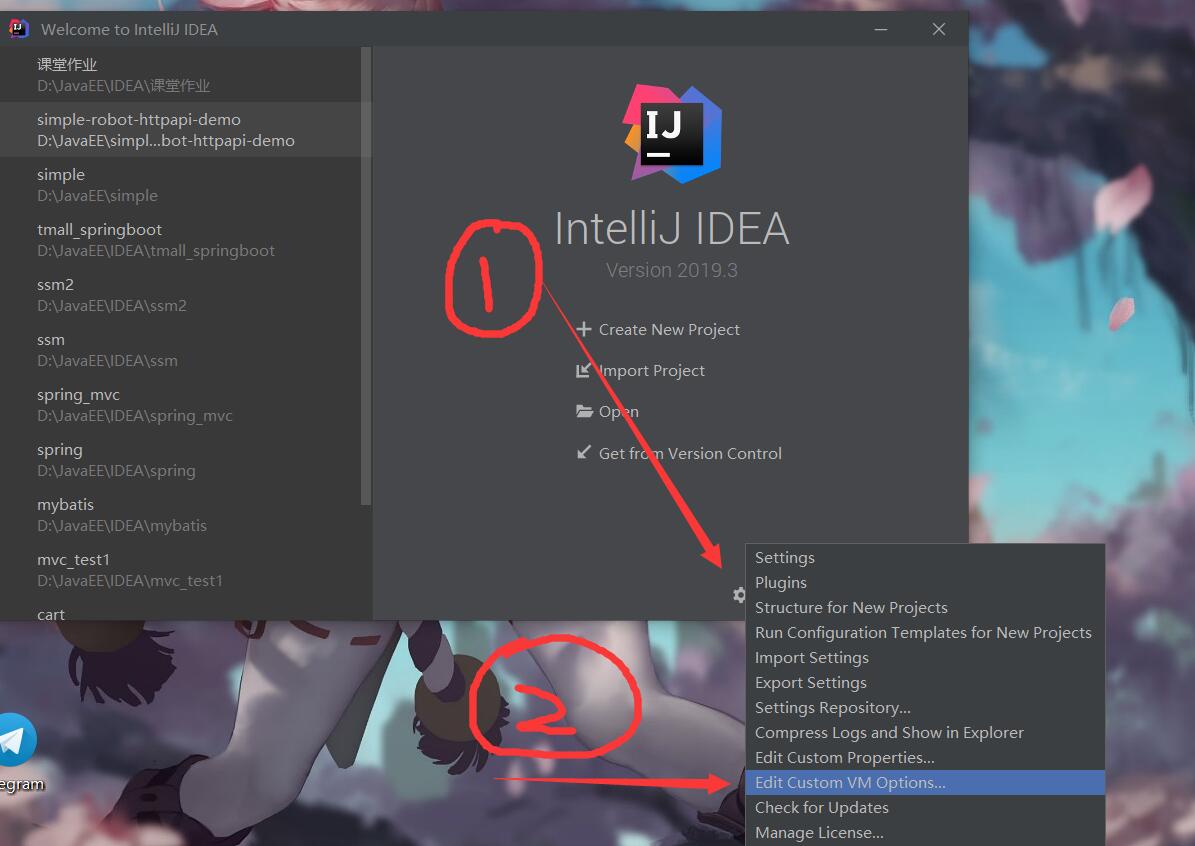 IJ
Welcome to IntelliJ IDEA
课堂作业
D:\JavaEE\IDEA\课堂作业
simple-robot-httpapi-demo
D:\JavaEE\simpl...bot-httpapi-demo
simple
D:\JavaEE\simple
tmall_springboot
D:\JavaEE\IDEA\tmall_springboot
ssm2
D:\JavaEE\IDEA\ssm2
ssm
D:\JavaEE\IDEA\ssm
spring_mvc
D:\JavaEE\IDEA\spring_mvc
spring
D:\JavaEE\IDEA\spring
mybatis
D:\JavaEE\IDEA\mybatis
mvc_test1
D:\JavaEE\IDEA\mvc_test1
cart
IJ
IntelliJ IDEA
Version 2019.3
1
Create New Project
Import Project
Open
Get from Version Control
Settings
Plugins
Structure for New Projects
Run Configuration Templates for New Projects
Import Settings
Export Settings
Settings Repository...
Compress Logs and Show in Explorer
Edit Custom Properties...
Edit Custom VM Options...
Check for Updates
Manage License...
2
egram